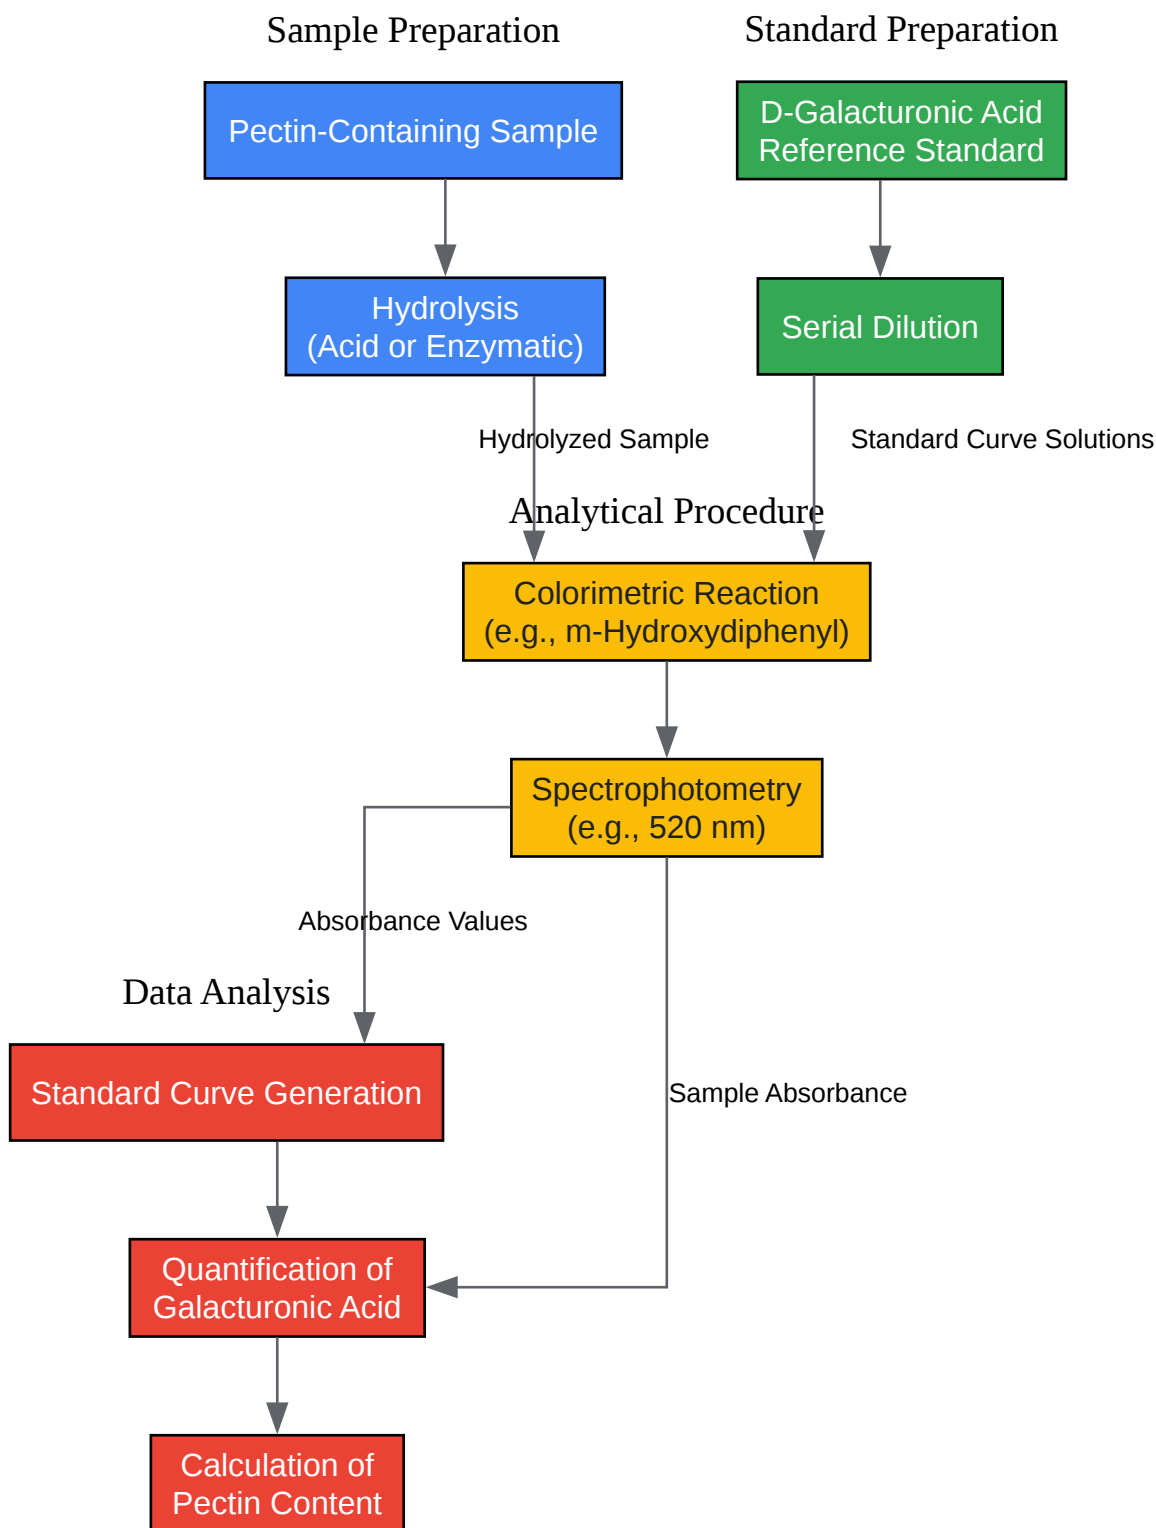 Sample Preparation
Standard Preparation
Pectin-Containing Sample
D-Galacturonic Acid
Reference Standard
Hydrolysis
(Acid or Enzymatic)
Serial Dilution
Hydrolyzed Sample
Standard Curve Solutions
Analytical Procedure
Colorimetric Reaction
(e.g., m-Hydroxydiphenyl)
Spectrophotometry
(e.g., 520 nm)
Absorbance Values
Data Analysis
Standard Curve Generation
Sample Absorbance
Quantification of
Galacturonic Acid
Calculation of
Pectin Content